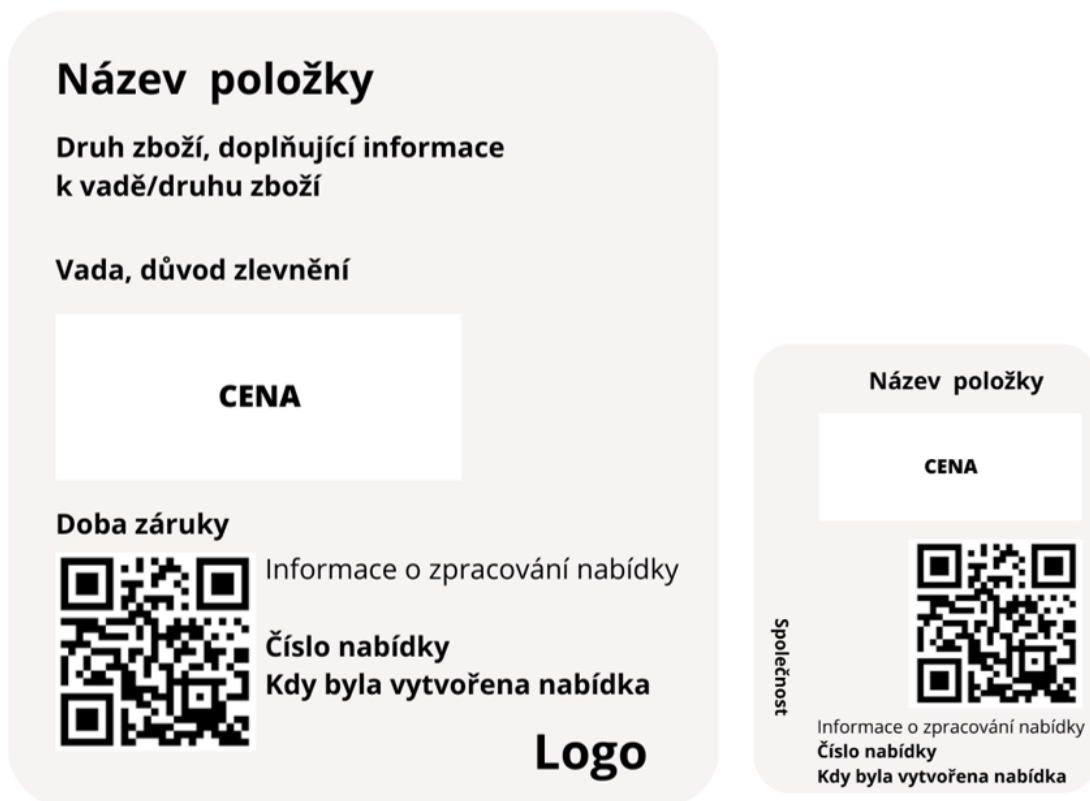 Název položky
Druh zboží, doplňující informace
k vadě/druhu zboží
Vada, důvod zlevnění
CENA
Doba záruky
Informace o zpracování nabídky
Číslo nabídky
Kdy byla vytvořena nabídka
Logo
Název položky
CENA
Společnost
Informace o zpracování nabídky
Číslo nabídky
Kdy byla vytvořena nabídka